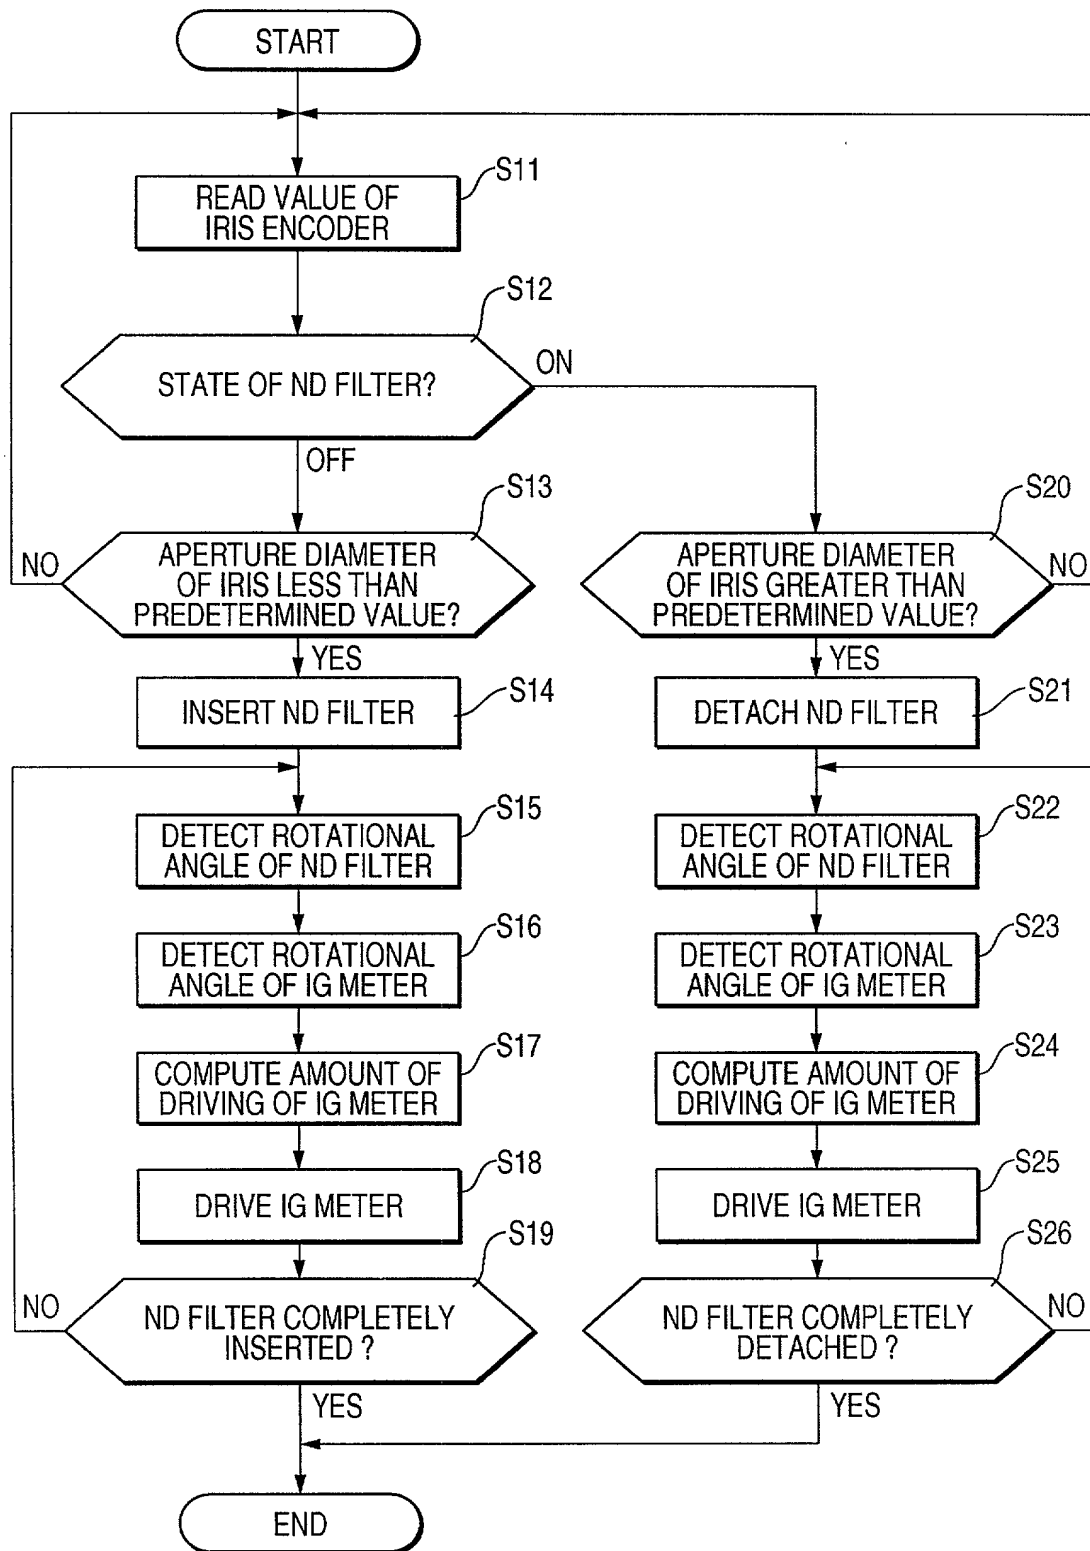 START
S11
READ VALUE OF
IRIS ENCODER
S12
STATE OF ND FILTER?
ON
OFF
S13
APERTURE DIAMETER
OF IRIS LESS THAN
PREDETERMINED VALUE?
NO
YES
S20
APERTURE DIAMETER
OF IRIS GREATER THAN
PREDETERMINED VALUE?
NO
YES
S14
INSERT ND FILTER
S21
DETACH ND FILTER
S15
DETECT ROTATIONAL
ANGLE OF ND FILTER
S22
DETECT ROTATIONAL
ANGLE OF ND FILTER
S16
DETECT ROTATIONAL
ANGLE OF IG METER
S23
DETECT ROTATIONAL
ANGLE OF IG METER
S17
COMPUTE AMOUNT OF
DRIVING OF IG METER
S24
COMPUTE AMOUNT OF
DRIVING OF IG METER
S18
DRIVE IG METER
S25
DRIVE IG METER
S19
ND FILTER COMPLETELY
INSERTED ?
NO
YES
S26
ND FILTER COMPLETELY
DETACHED ?
NO
YES
END